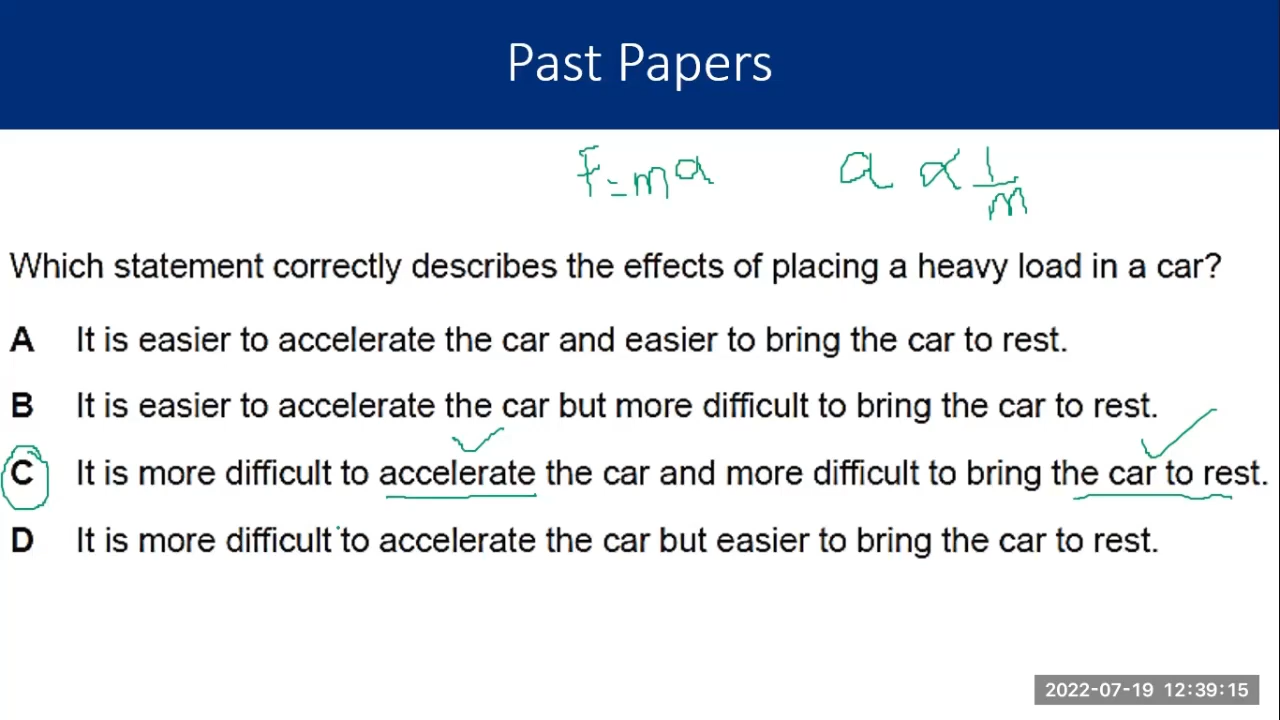 Past Papers
F=ma a ∝ 1/m
Which statement correctly describes the effects of placing a heavy load in a car?
A It is easier to accelerate the car and easier to bring the car to rest.
B It is easier to accelerate the car but more difficult to bring the car to rest.
C It is more difficult to accelerate the car and more difficult to bring the car to rest.
D It is more difficult to accelerate the car but easier to bring the car to rest.
2022-07-19 12:39:15